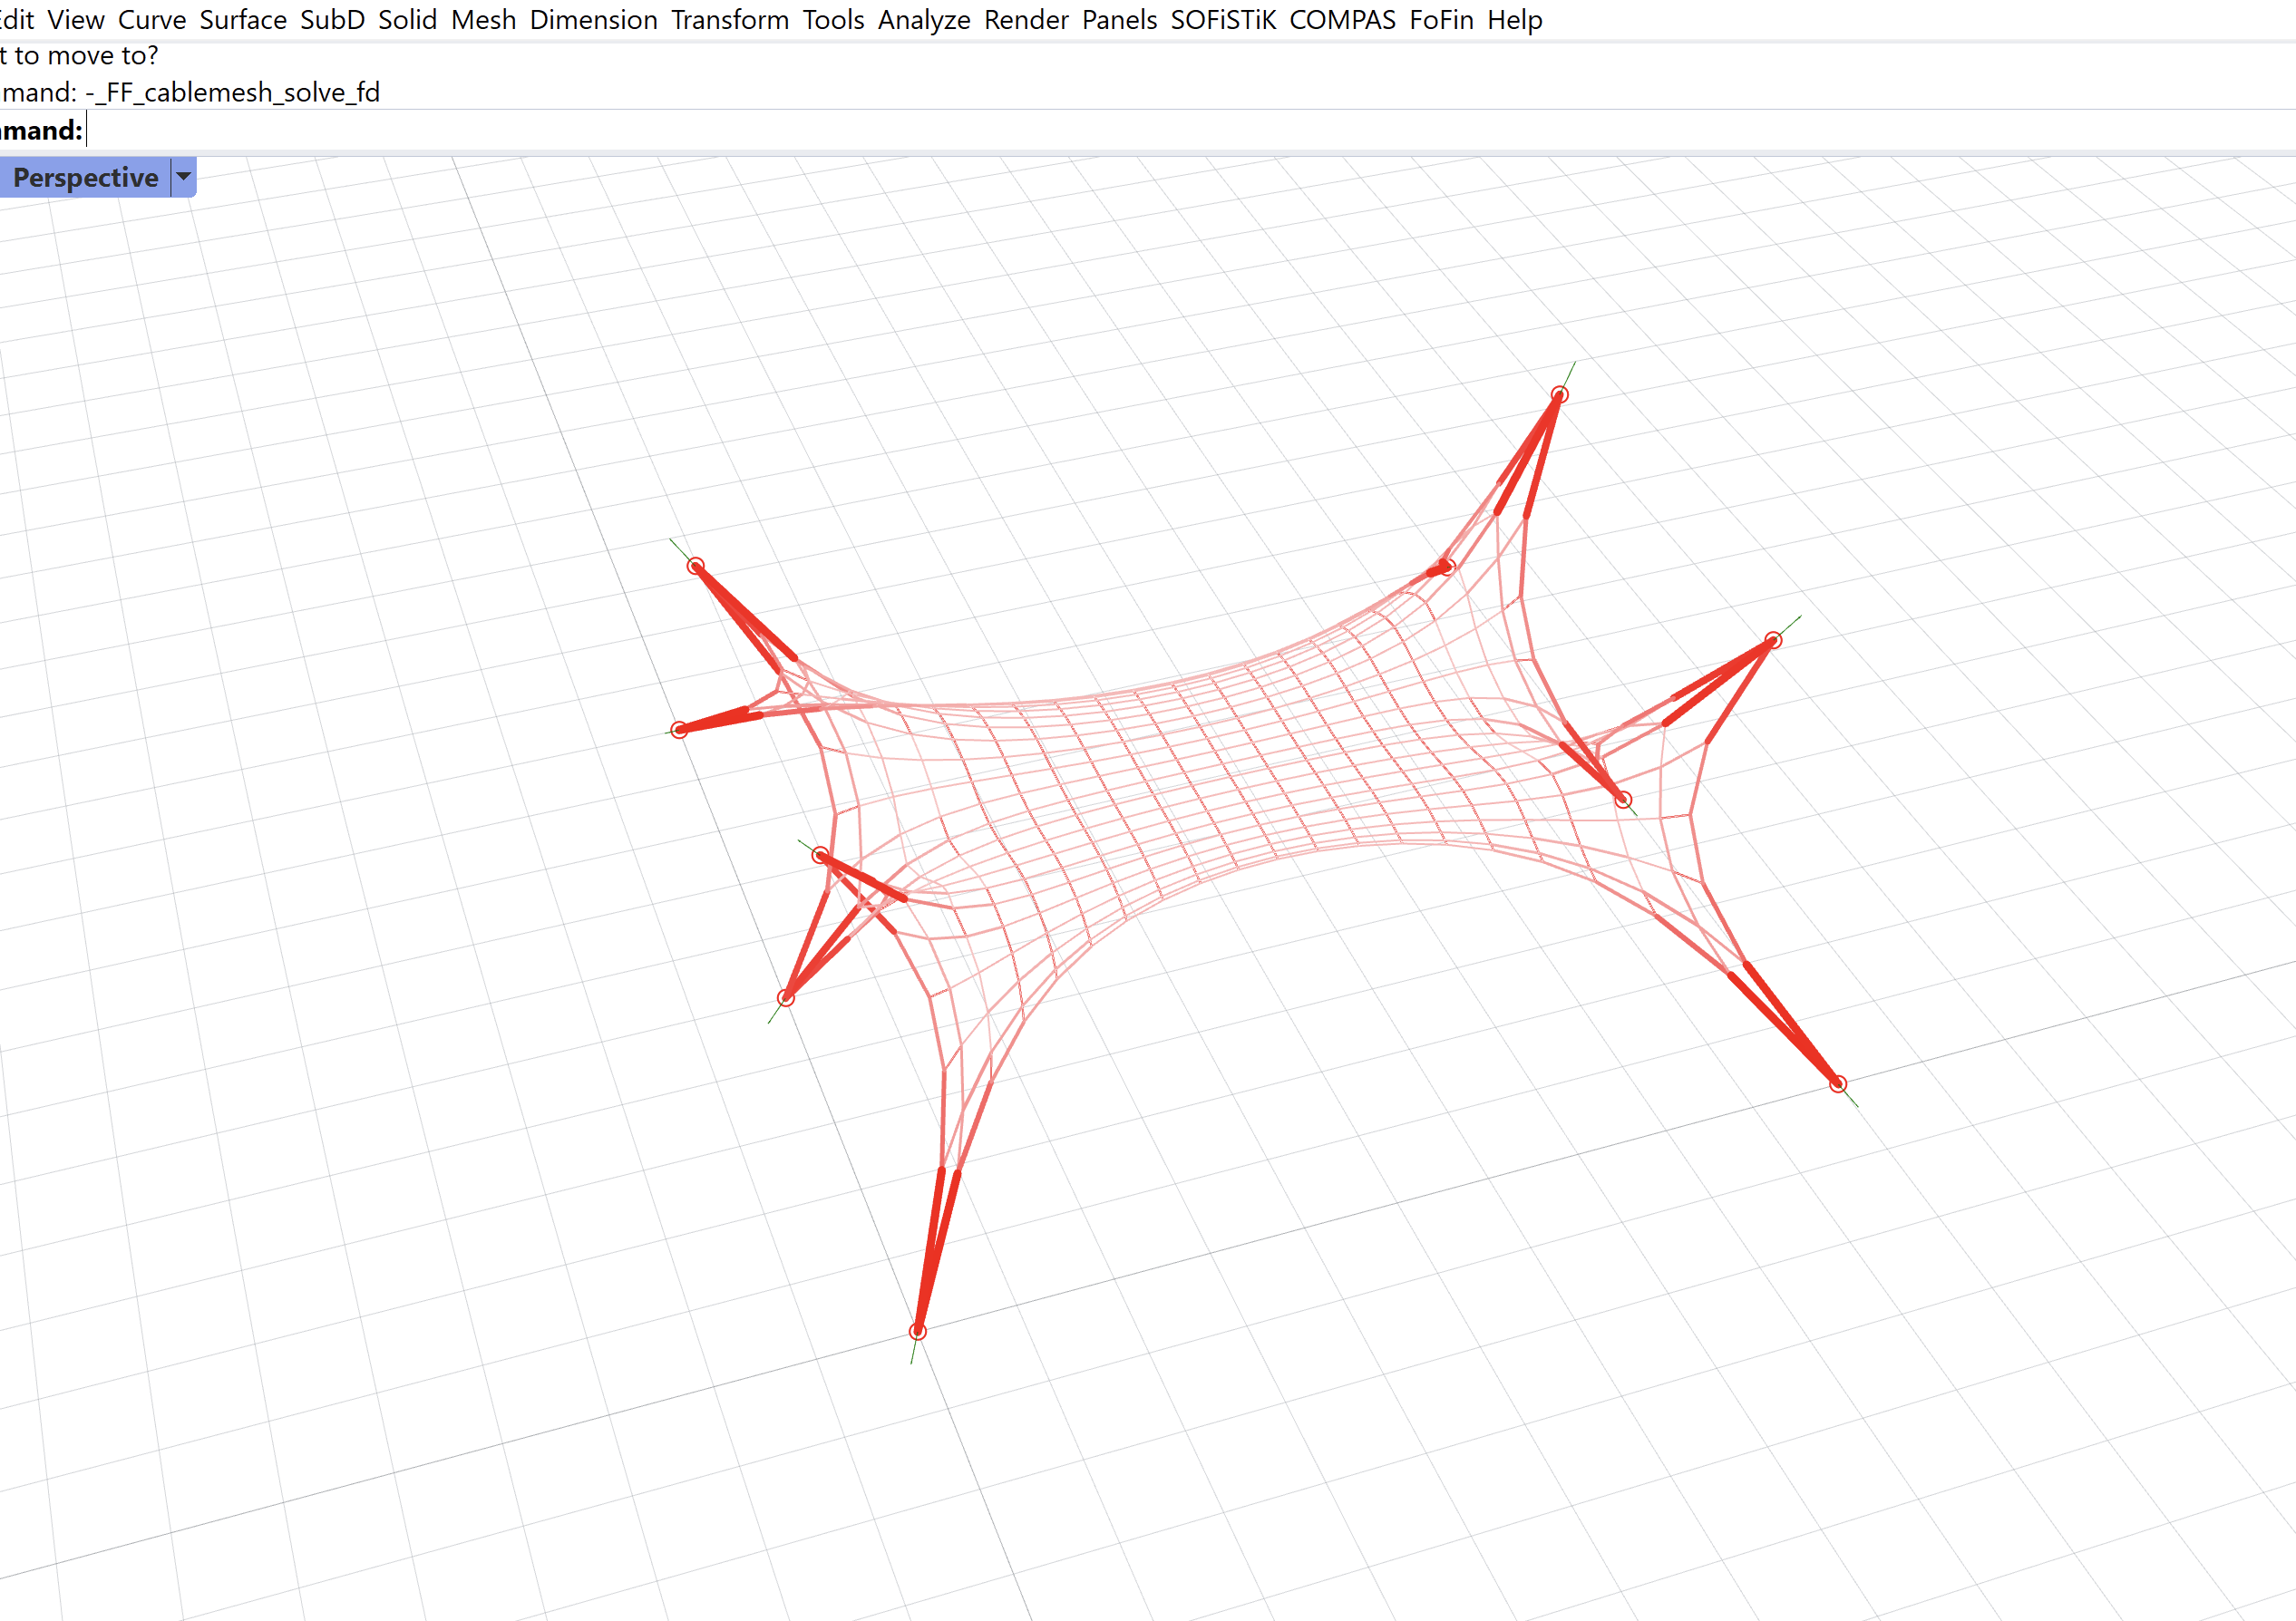 dit View Curve Surface SubD Solid Mesh Dimension Transform Tools Analyze Render Panels SOFiSTiK COMPAS FoFin Help
t to move to?
mand: -_FF_cablemesh_solve_fd
mand:
Perspective